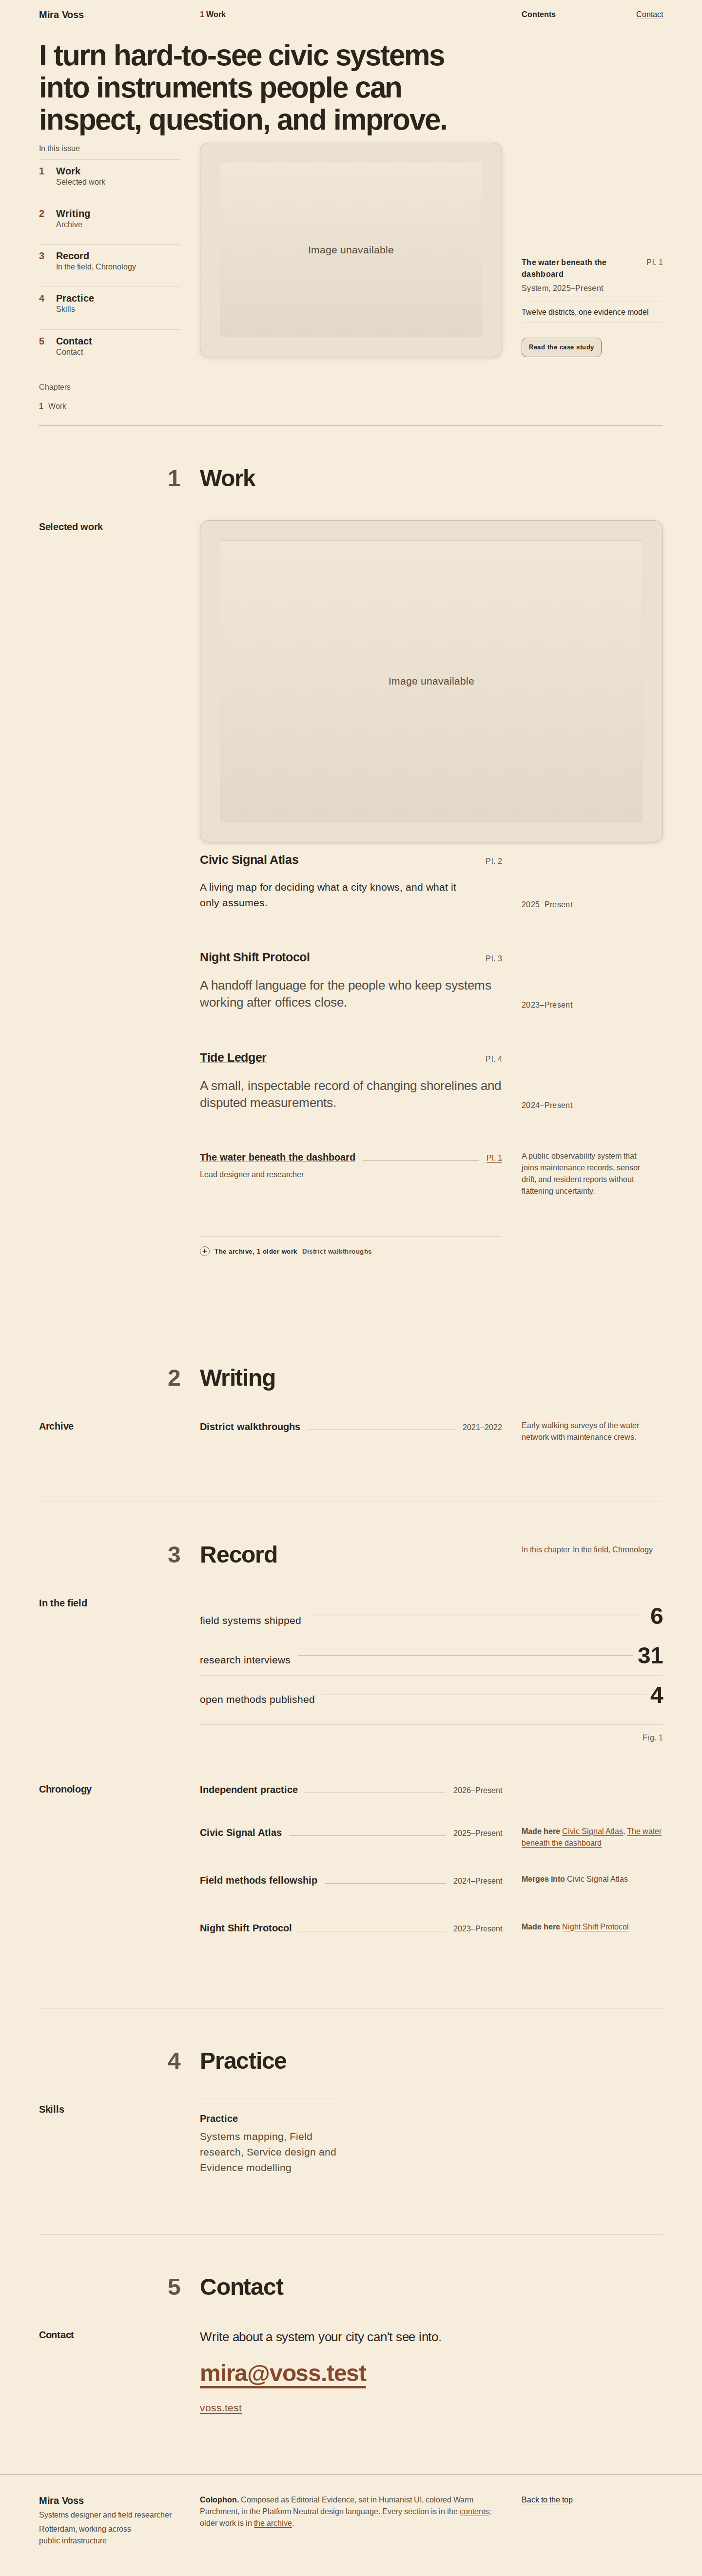 Mira Voss
1 Work
Contents
Contact
I turn hard-to-see civic systems
into instruments people can
inspect, question, and improve.
In this issue
1 Work
Selected work
2 Writing
Archive
3 Record
In the field, Chronology
4 Practice
Skills
5 Contact
Contact
Image unavailable
The water beneath the
dashboard
Pl. 1
System, 2025–Present
Twelve districts, one evidence model
Read the case study
Chapters
1 Work
1 Work
Selected work
Image unavailable
Civic Signal Atlas
Pl. 2
A living map for deciding what a city knows, and what it
only assumes.
2025–Present
Night Shift Protocol
Pl. 3
A handoff language for the people who keep systems
working after offices close.
2023–Present
Tide Ledger
Pl. 4
A small, inspectable record of changing shorelines and
disputed measurements.
2024–Present
The water beneath the dashboard
Pl. 1
Lead designer and researcher
A public observability system that
joins maintenance records, sensor
drift, and resident reports without
flattening uncertainty.
The archive, 1 older work District walkthroughs
2 Writing
Archive
District walkthroughs
2021–2022
Early walking surveys of the water
network with maintenance crews.
3 Record
In this chapter In the field, Chronology
In the field
field systems shipped 6
research interviews 31
open methods published 4
Fig. 1
Chronology
Independent practice 2026–Present
Civic Signal Atlas 2025–Present
Made here Civic Signal Atlas, The water
beneath the dashboard
Field methods fellowship 2024–Present
Merges into Civic Signal Atlas
Night Shift Protocol 2023–Present
Made here Night Shift Protocol
4 Practice
Skills
Practice
Systems mapping, Field
research, Service design and
Evidence modelling
5 Contact
Contact
Write about a system your city can't see into.
mira@voss.test
voss.test
Mira Voss
Systems designer and field researcher
Rotterdam, working across
public infrastructure
Colophon. Composed as Editorial Evidence, set in Humanist UI, colored Warm
Parchment, in the Platform Neutral design language. Every section is in the contents;
older work is in the archive.
Back to the top